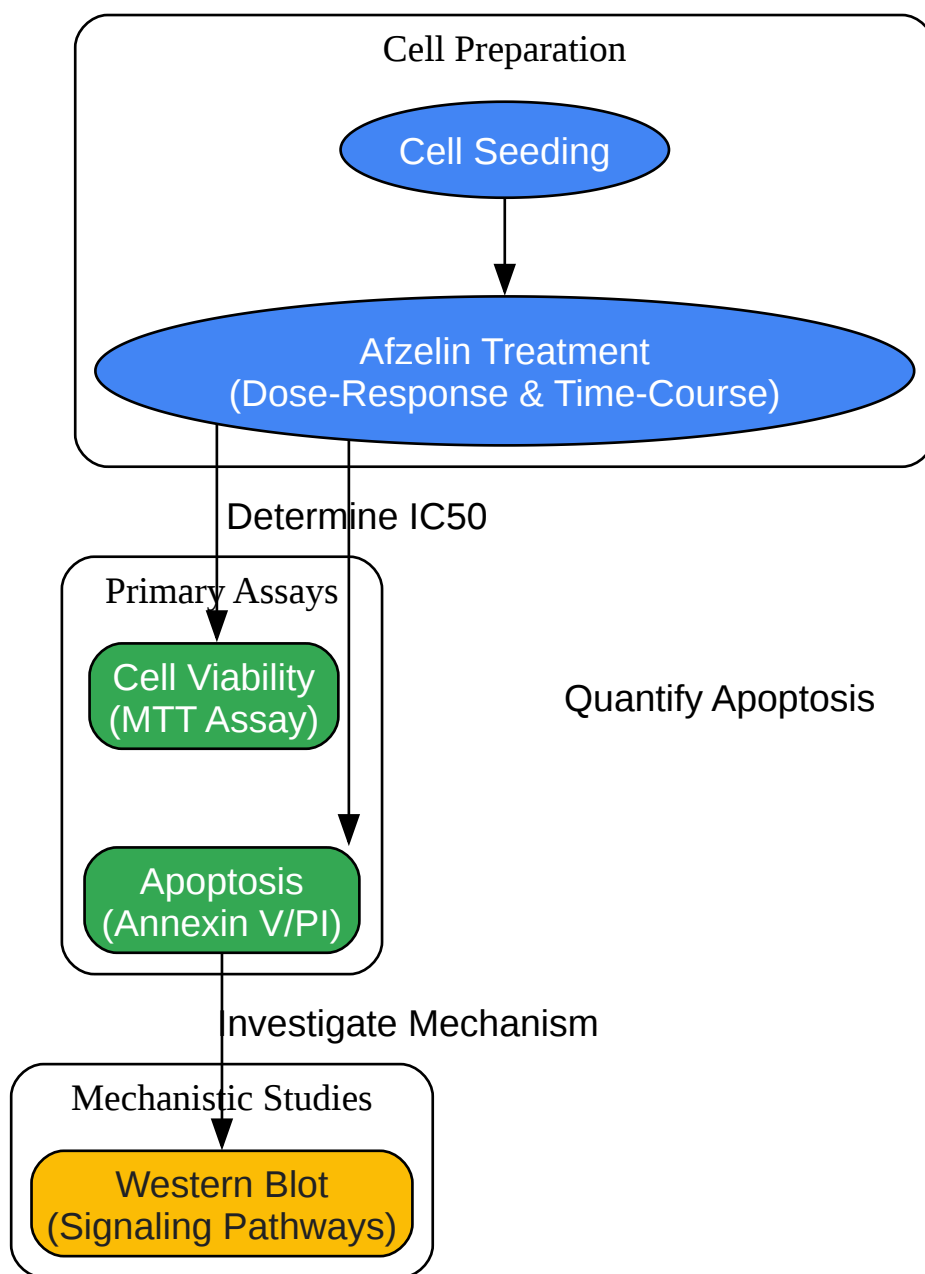 Cell Preparation
Cell Seeding
Afzelin Treatment
(Dose-Response & Time-Course)
Determine IC50
Primary Assays
Cell Viability
(MTT Assay)
Quantify Apoptosis
Apoptosis
(Annexin V/PI)
Investigate Mechanism
Mechanistic Studies
Western Blot
(Signaling Pathways)